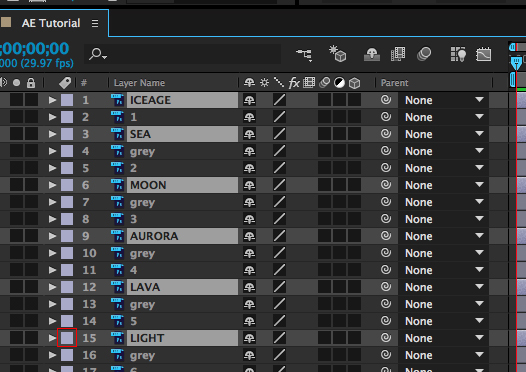 AE Tutorial
;00;00;00
000 (29.97 fps)
# Layer Name fx Parent
1 ICEAGE None
2 1 None
3 SEA None
4 grey None
5 2 None
6 MOON None
7 grey None
8 3 None
9 AURORA None
10 grey None
11 4 None
12 LAVA None
13 grey None
14 5 None
15 LIGHT None
16 grey None
17 6 None